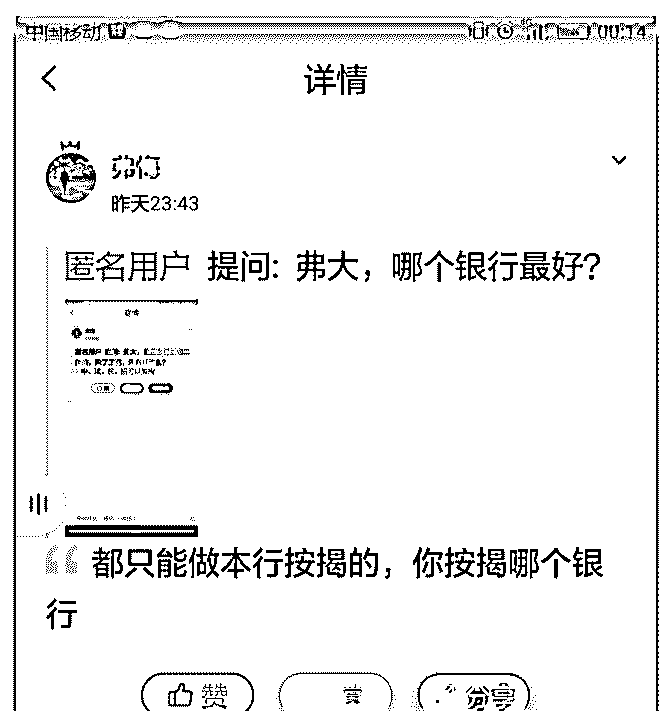 中国移动 00:14
详情
弗们
昨天23:43
匿名用户 提问: 弗大，哪个银行最好?
都只能做本行按揭的，你按揭哪个银
行
赞 赏 分享